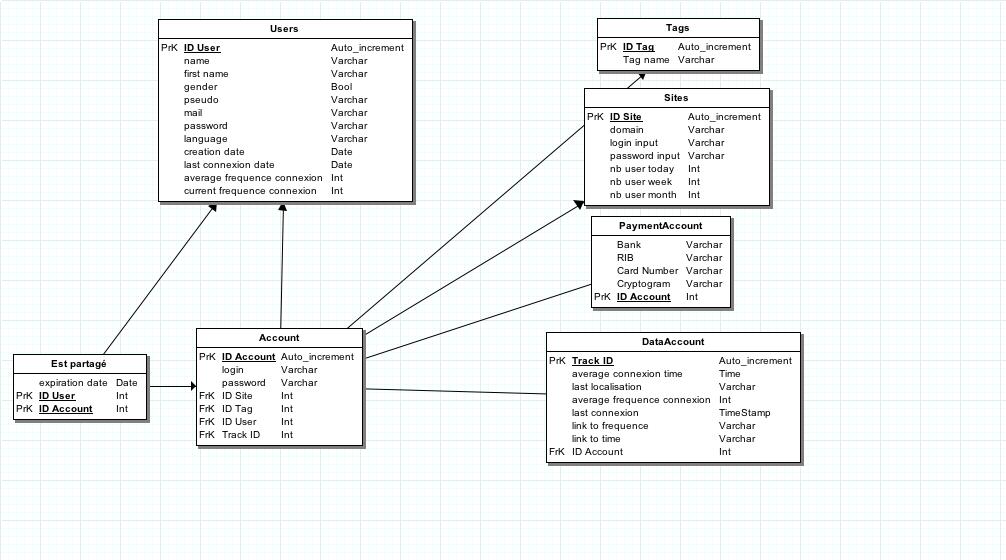 Users
PrK ID User Auto_increment
name Varchar
first name Varchar
gender Bool
pseudo Varchar
mail Varchar
password Varchar
language Varchar
creation date Date
last connexion date Date
average frequence connexion Int
current frequence connexion Int
Tags
PrK ID Tag Auto_increment
Tag name Varchar
Sites
PrK ID Site Auto_increment
domain Varchar
login input Varchar
password input Varchar
nb user today Int
nb user week Int
nb user month Int
PaymentAccount
Bank Varchar
RIB Varchar
Card Number Varchar
Cryptogram Varchar
PrK ID Account Int
Est partagé
expiration date Date
PrK ID User Int
PrK ID Account Int
Account
PrK ID Account Auto_increment
login Varchar
password Varchar
FrK ID Site Int
FrK ID Tag Int
FrK ID User Int
FrK Track ID Int
DataAccount
PrK Track ID Auto_increment
average connexion time Time
last localisation Varchar
average frequence connexion Int
last connexion TimeStamp
link to frequence Varchar
link to time Varchar
FrK ID Account Int